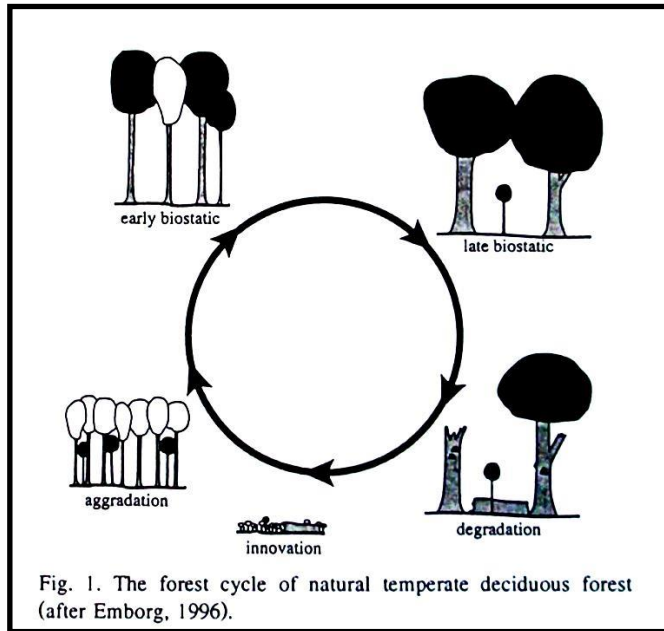 early biostatic
late biostatic
aggradation
degradation
innovation
Fig. 1. The forest cycle of natural temperate deciduous forest
(after Emborg, 1996).